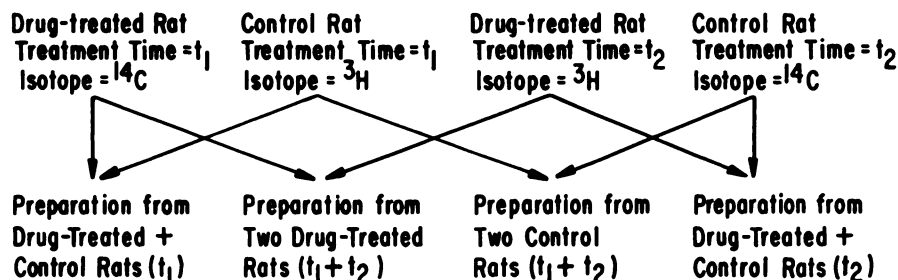 Drug-treated Rat
Treatment Time = t₁
Isotope = ¹⁴C
Control Rat
Treatment Time = t₁
Isotope = ³H
Drug-treated Rat
Treatment Time = t₂
Isotope = ³H
Control Rat
Treatment Time = t₂
Isotope = ¹⁴C
Preparation from
Drug-Treated +
Control Rats (t₁)
Preparation from
Two Drug-Treated
Rats (t₁ + t₂)
Preparation from
Two Control
Rats (t₁ + t₂)
Preparation from
Drug-Treated +
Control Rats (t₂)